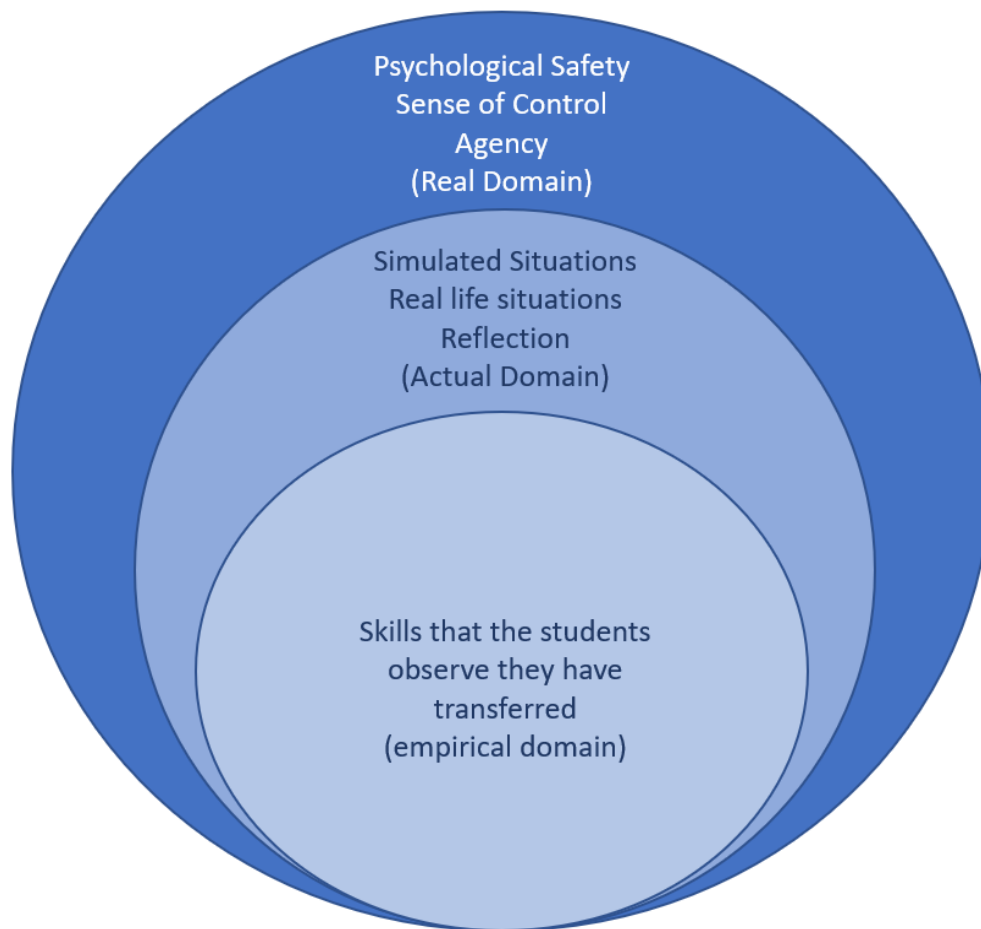 Psychological Safety
Sense of Control
Agency
(Real Domain)
Simulated Situations
Real life situations
Reflection
(Actual Domain)
Skills that the students
observe they have
transferred
(empirical domain)